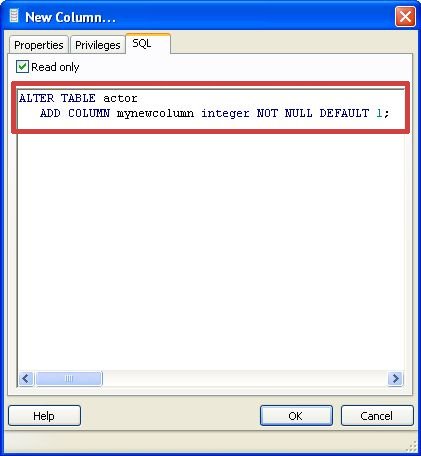 New Column...
Properties Privileges SQL
Read only
ALTER TABLE actor
ADD COLUMN mynewcolumn integer NOT NULL DEFAULT 1;
Help OK Cancel